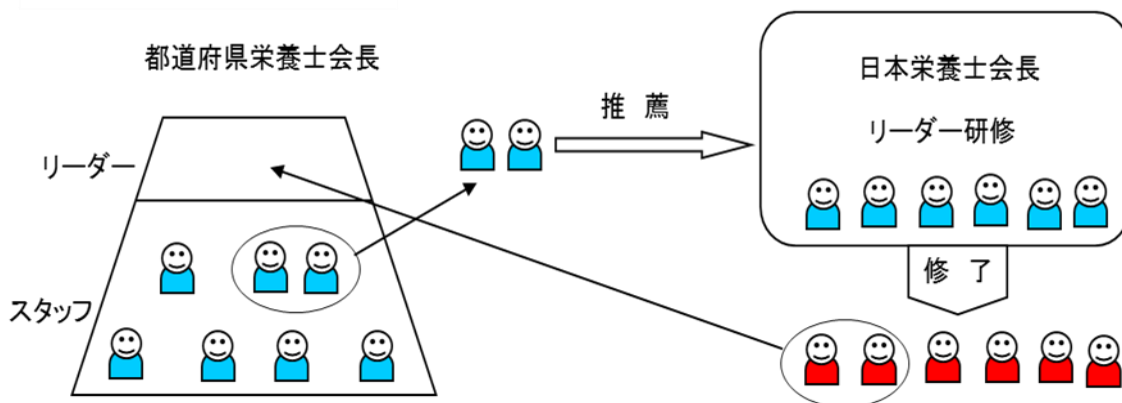 都道府県栄養士会長
リーダー
スタッフ
推 薦
日本栄養士会長
リーダー研修
修 了